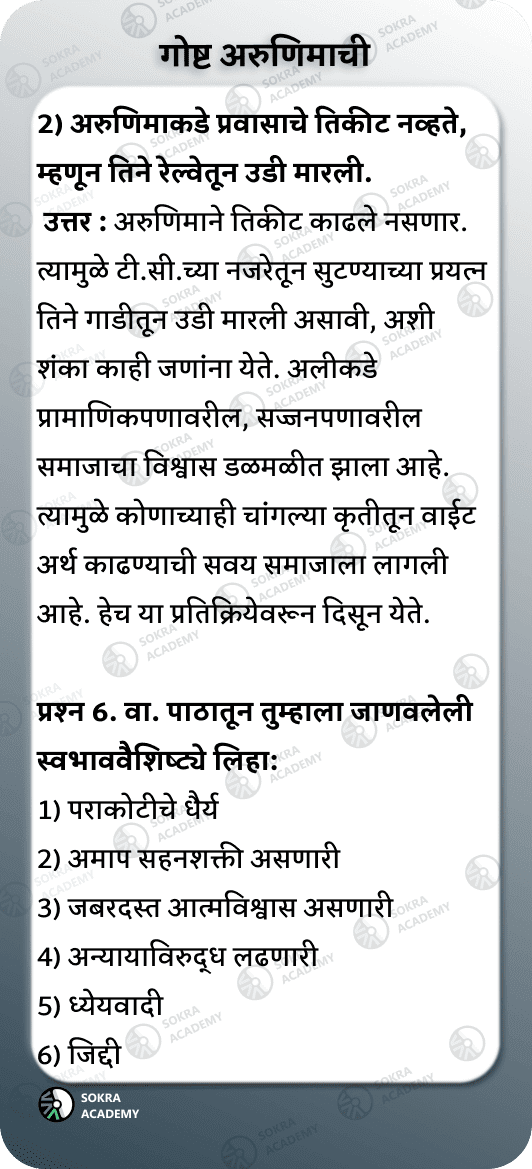 गोष्ट अरुणिमाची
2) अरुणिमाकडे प्रवासाचे तिकीट नव्हते,
म्हणून तिने रेल्वेतून उडी मारली.
उत्तर : अरुणिमाने तिकीट काढले नसणार.
त्यामुळे टी.सी.च्या नजरेतून सुटण्याच्या प्रयत्न
तिने गाडीतून उडी मारली असावी, अशी
शंका काही जणांना येते. अलीकडे
प्रामाणिकपणावरील, सज्जनपणावरील
समाजाचा विश्वास डळमळीत झाला आहे.
त्यामुळे कोणाच्याही चांगल्या कृतीतून वाईट
अर्थ काढण्याची सवय समाजाला लागली
आहे. हेच या प्रतिक्रियेवरून दिसून येते.
प्रश्न 6. वा. पाठातून तुम्हाला जाणवलेली
स्वभाववैशिष्ट्ये लिहा:
1) पराकोटीचे धैर्य
2) अमाप सहनशक्ती असणारी
3) जबरदस्त आत्मविश्वास असणारी
4) अन्यायाविरुद्ध लढणारी
5) ध्येयवादी
6) जिद्दी
SOKRA
ACADEMY